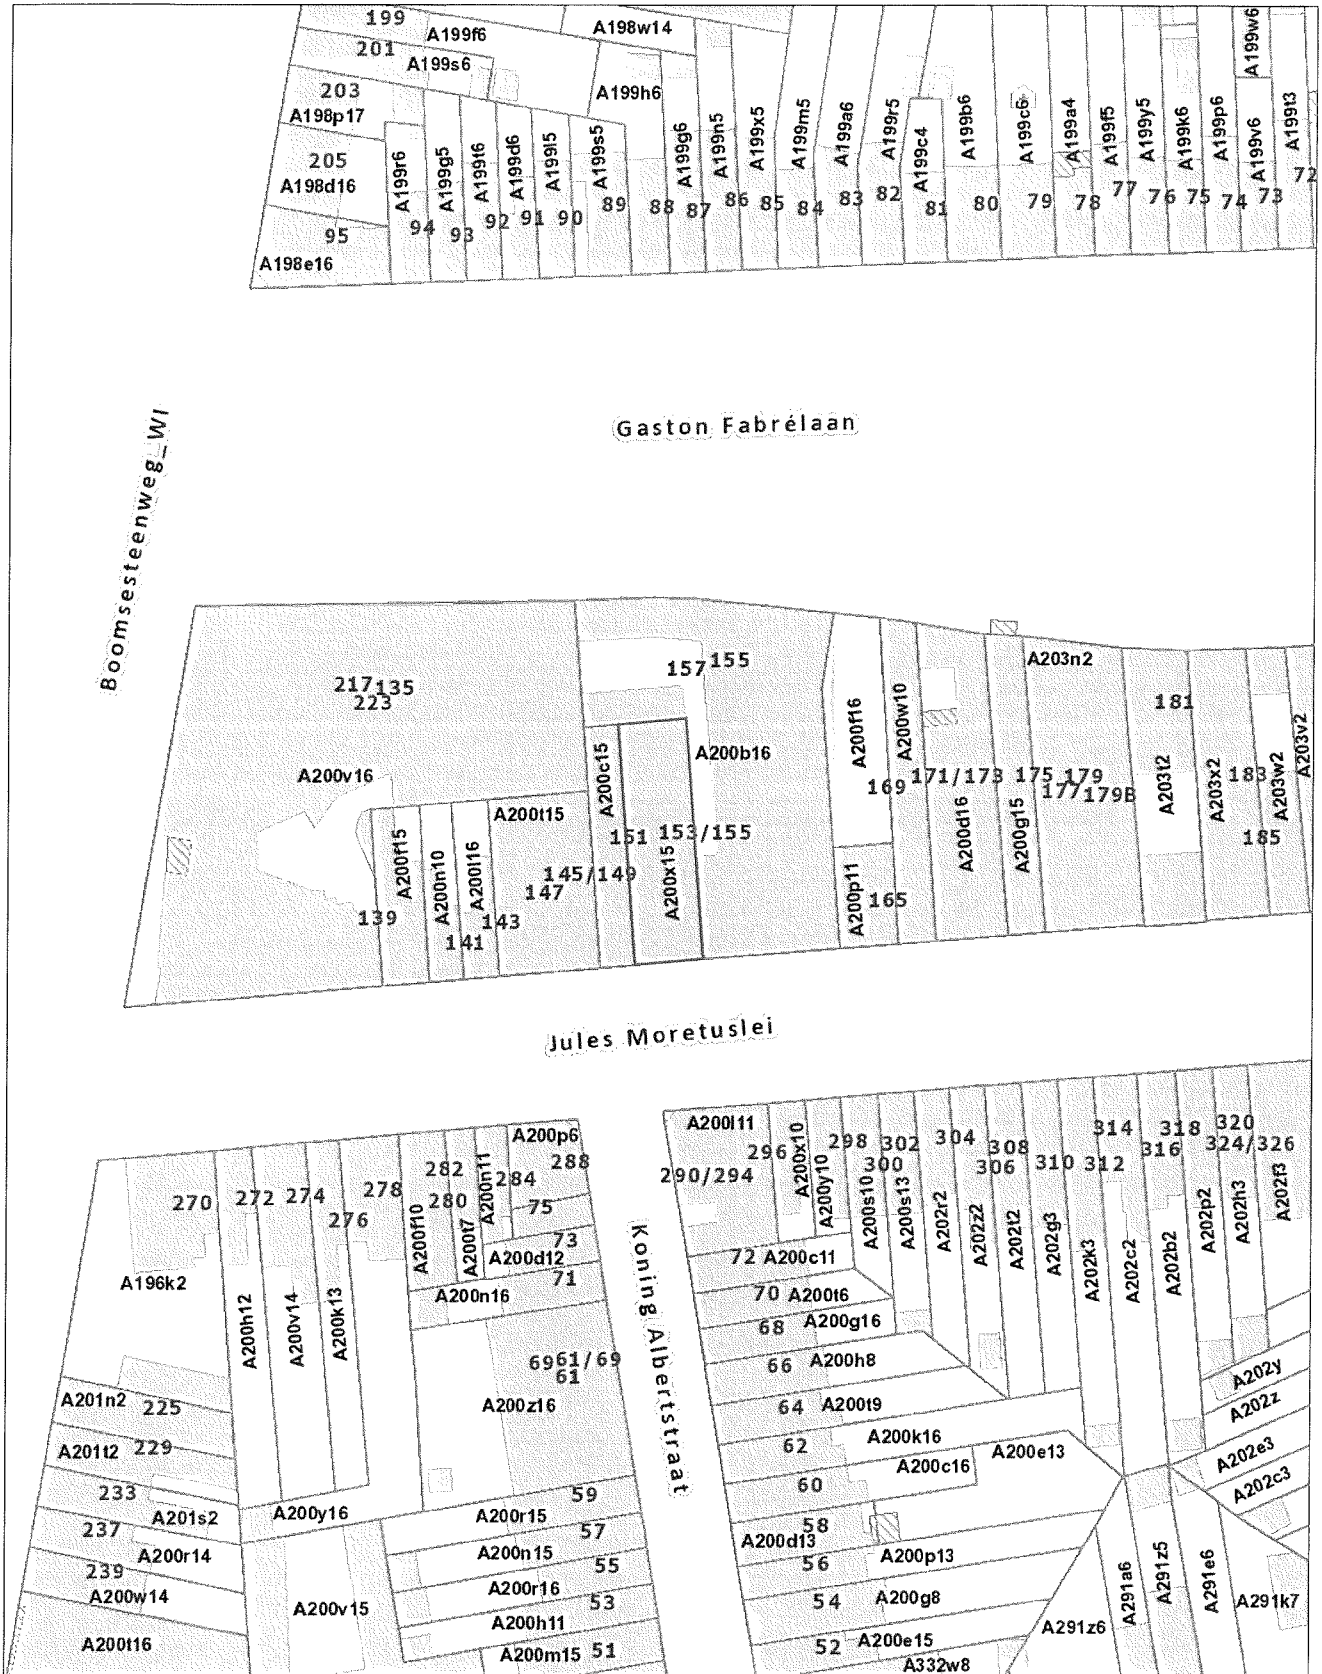 199
A199f6
A198w14
201
A199s6
203
A198p17
A199h6
A199w6
205
A198d16
A199r6
A199g5
A199t6
A199d6
A199l5
A199s5
A199g6
A199n5
A199x5
A199m5
A199a6
A199r5
A199c4
A199b6
A199c6
A199a4
A199f5
A199y5
A199k6
A199p6
A199v6
A199t3
95
94
93
92
91
90
89
88
87
86
85
84
83
82
81
80
79
78
77
76
75
74
73
72
A198e16
Gaston Fabrélaan
Boomsesteenweg_WI
217
135
223
157
155
A203n2
181
A200v16
A200t15
A200c15
A200b16
A200f16
A200w10
169
171/173
175
179
177
179B
A203t2
A203x2
183
A203w2
A203v2
185
A200f15
A200n10
A200l16
151
153/155
A200x15
145/149
147
139
141
143
A200p11
165
A200d16
A200g15
Jules Moretuslei
A200p6
A200l11
270
272
274
276
278
282
280
A200n11
284
288
75
A200f10
A200t7
73
A200d12
71
A200n16
290/294
296
A200x10
A200y10
298
300
302
304
306
308
310
312
314
316
318
320
324/326
A200s10
A200s13
A202r2
A202z2
A202t2
A202g3
A202k3
A202c2
A202b2
A202p2
A202h3
A202f3
Koning Albertstraat
72
A200c11
70
A200t6
68
A200g16
66
A200h8
64
A200t9
62
A200k16
A200c16
A200e13
60
58
A200d13
56
A200p13
54
A200g8
52
A200e15
A332w8
A196k2
A200h12
A200v14
A200k13
69
61/69
61
A200z16
A201n2
225
A201t2
229
233
A201s2
A200y16
237
A200r14
239
A200w14
A200t16
A200v15
A200r15
59
A200n15
57
A200r16
55
A200h11
53
A200m15
51
A202y
A202z
A202e3
A202c3
A291z6
A291a6
A291z5
A291e6
A291k7